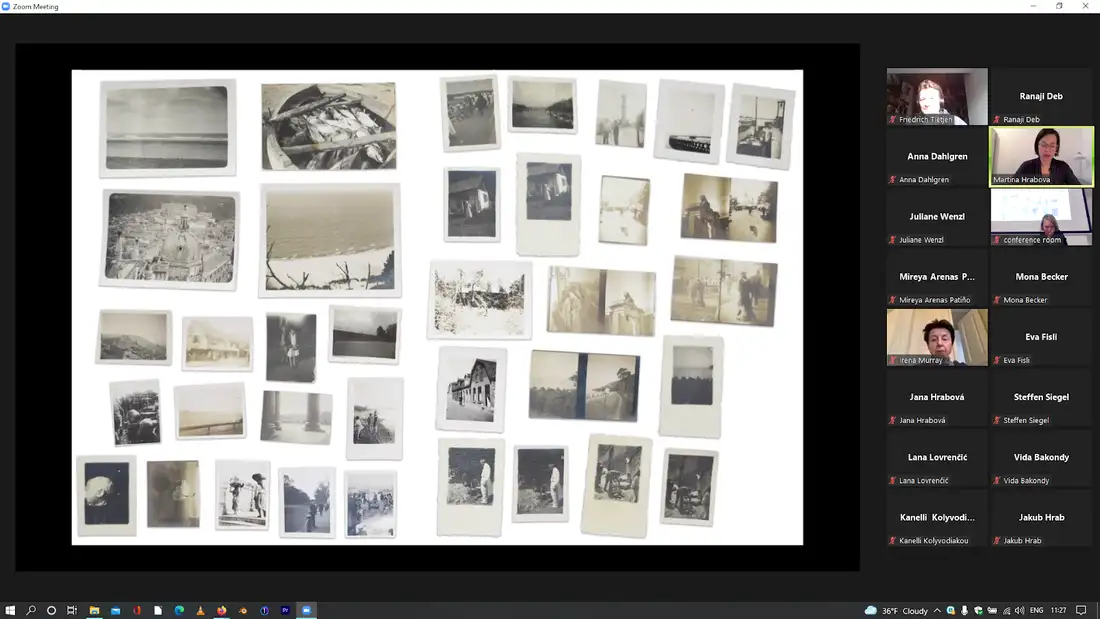 Zoom Meeting
Friedrich Tietjen
Ranaji Deb
Ranaji Deb
Anna Dahlgren
Anna Dahlgren
Martina Hrabova
Juliane Wenzl
Juliane Wenzl
conference room
Mireya Arenas P...
Mireya Arenas Patiño
Mona Becker
Mona Becker
Irena Murray
Eva Fisli
Eva Fisli
Jana Hrabová
Jana Hrabová
Steffen Siegel
Steffen Siegel
Lana Lovrenčić
Lana Lovrenčić
Vida Bakondy
Vida Bakondy
Kanelli Kolyvodi...
Kanelli Kolyvodiakou
Jakub Hrab
Jakub Hrab
36°F Cloudy
ENG
11:27